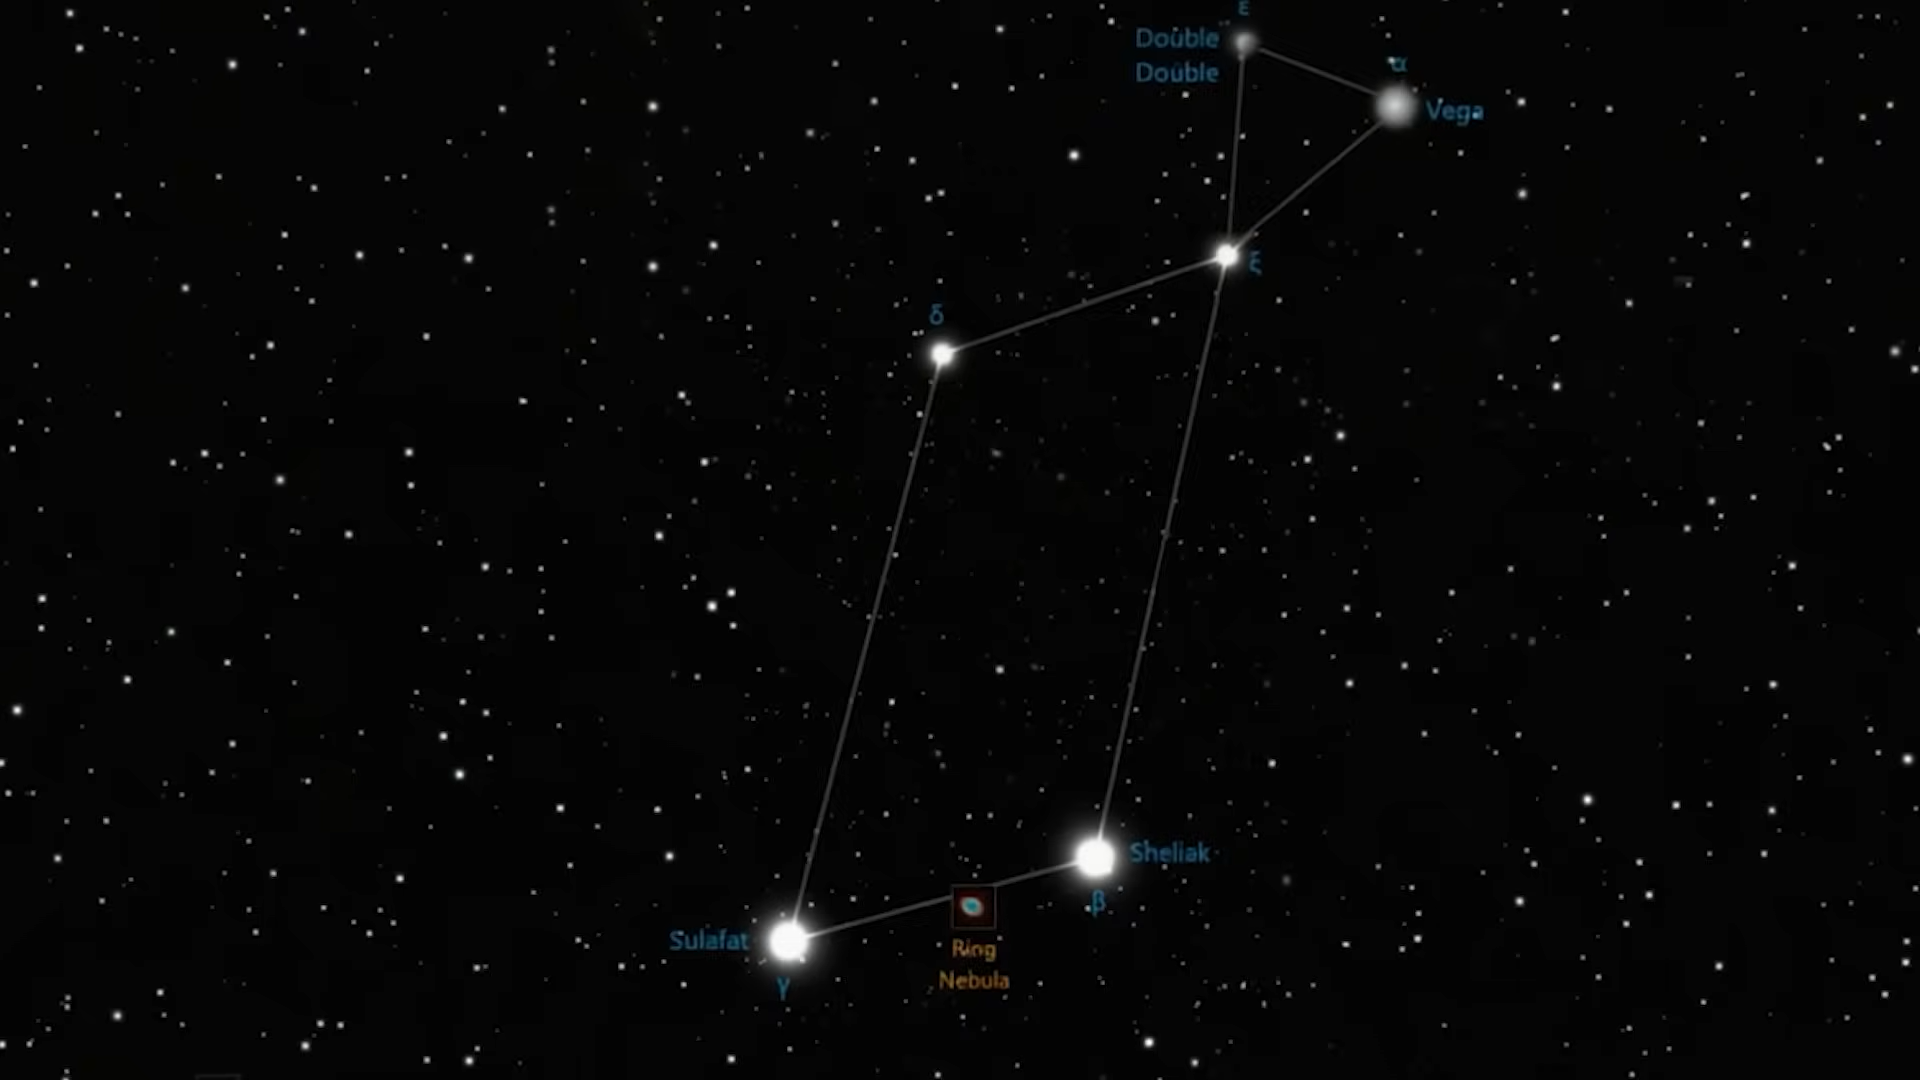 ε
Double
Double
α
Vega
ξ
δ
Sheliak
β
Sulafat
γ
Ring
Nebula